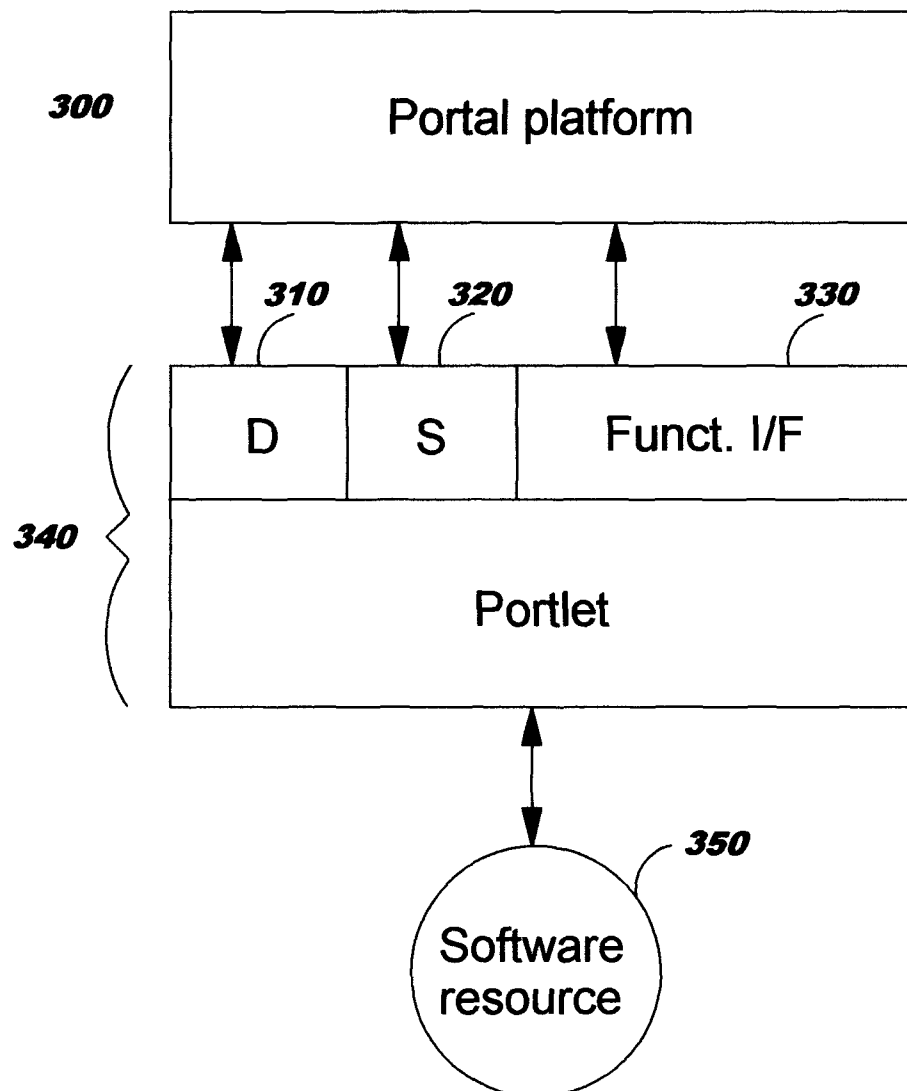 300
Portal platform
310
320
330
D
S
Funct. I/F
340
Portlet
350
Software
resource